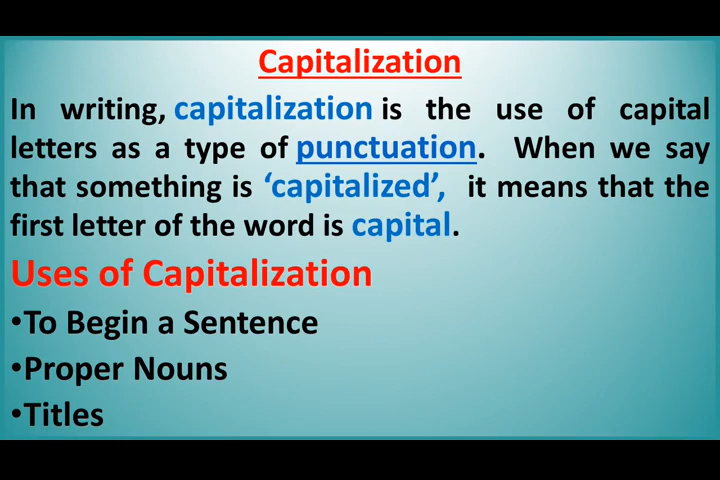 Capitalization
In writing, capitalization is the use of capital
letters as a type of punctuation. When we say
that something is ‘capitalized’, it means that the
first letter of the word is capital.
Uses of Capitalization
•To Begin a Sentence
•Proper Nouns
•Titles